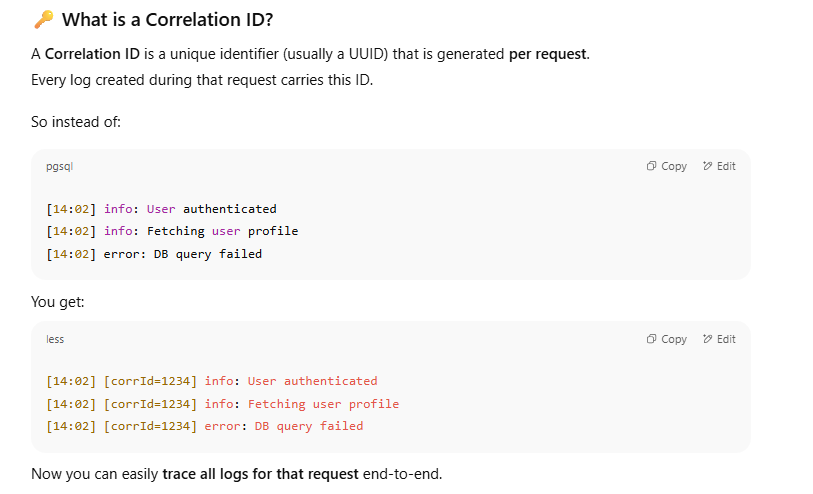 🔑 What is a Correlation ID?
A Correlation ID is a unique identifier (usually a UUID) that is generated per request.
Every log created during that request carries this ID.
So instead of:
pgsql Copy Edit
[14:02] info: User authenticated
[14:02] info: Fetching user profile
[14:02] error: DB query failed
You get:
less Copy Edit
[14:02] [corrId=1234] info: User authenticated
[14:02] [corrId=1234] info: Fetching user profile
[14:02] [corrId=1234] error: DB query failed
Now you can easily trace all logs for that request end-to-end.